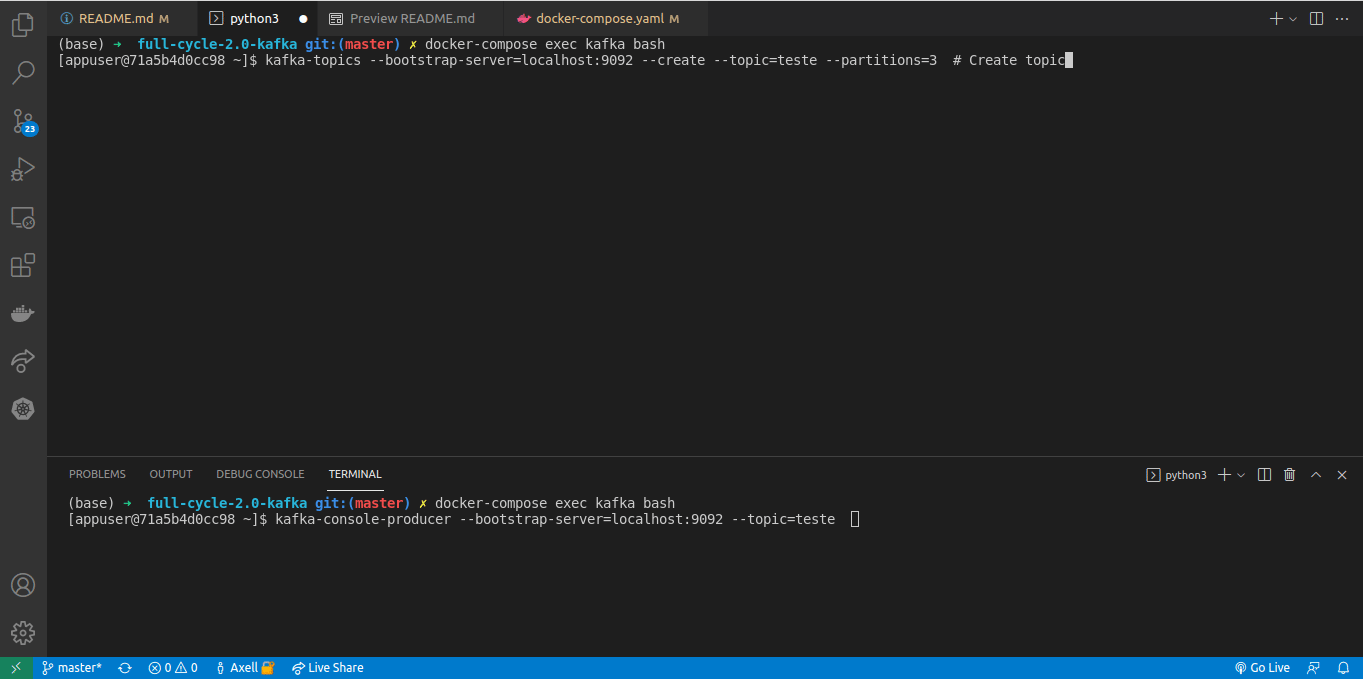 README.md M python3 Preview README.md docker-compose.yaml M
(base) ➜ full-cycle-2.0-kafka git:(master) ✗ docker-compose exec kafka bash
[appuser@71a5b4d0cc98 ~]$ kafka-topics --bootstrap-server=localhost:9092 --create --topic=teste --partitions=3 # Create topic
23
PROBLEMS OUTPUT DEBUG CONSOLE TERMINAL python3
(base) ➜ full-cycle-2.0-kafka git:(master) ✗ docker-compose exec kafka bash
[appuser@71a5b4d0cc98 ~]$ kafka-console-producer --bootstrap-server=localhost:9092 --topic=teste
master* 0 0 Axell Live Share Go Live